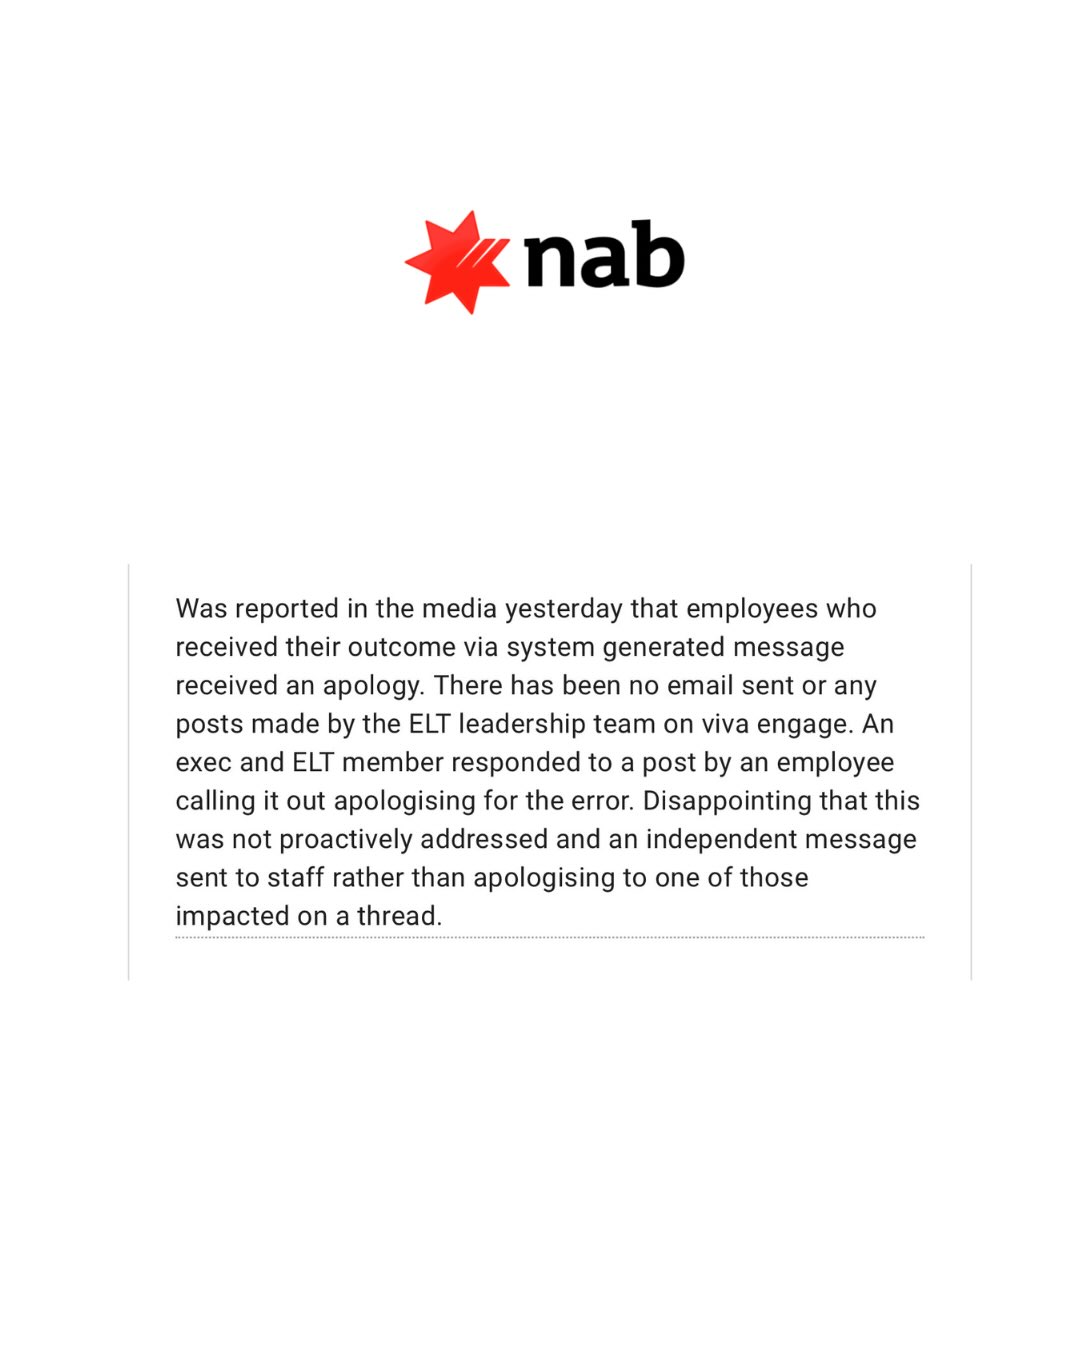 nab
Was reported in the media yesterday that employees who
received their outcome via system generated message
received an apology. There has been no email sent or any
posts made by the ELT leadership team on viva engage. An
exec and ELT member responded to a post by an employee
calling it out apologising for the error. Disappointing that this
was not proactively addressed and an independent message
sent to staff rather than apologising to one of those
impacted on a thread.